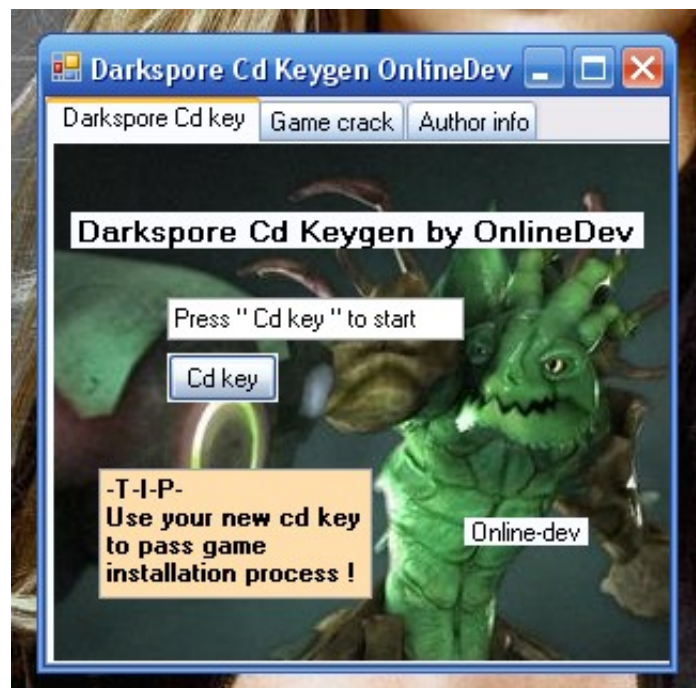 Darkspore Cd Keygen OnlineDev
Darkspore Cd key Game crack Author info
Darkspore Cd Keygen by OnlineDev
Press " Cd key " to start
Cd key
-T-I-P-
Use your new cd key
to pass game
installation process !
Online-dev